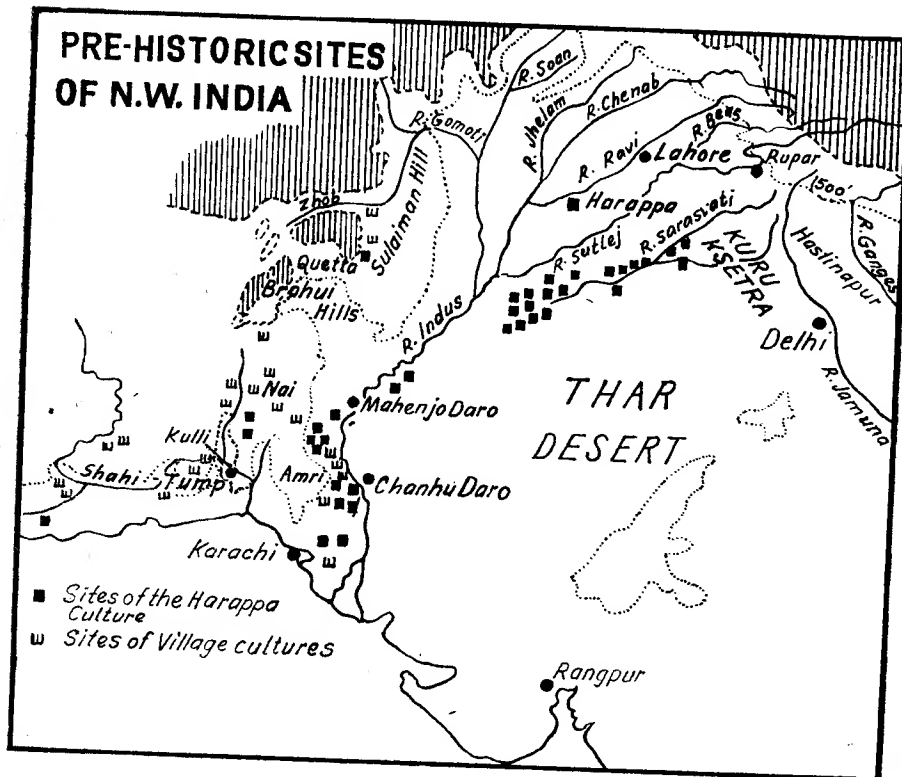 PRE-HISTORIC SITES
OF N.W. INDIA
R. Soan
R. Gomoti
R. Jhelam
R. Chenab
R. Ravi
R. Beas
Lahore
Rupar
1500'
Zhob
Sulaiman Hill
Harappa
R. Sutlej
R. Sarasvati
KURU
KSETRA
Hastinapur
R. Ganges
Quetta
Brahui
Hills
R. Indus
Delhi
R. Jamuna
Nai
Mahenjo Daro
THAR
DESERT
Kulli
Shahi
Tump
Amri
Chanhu Daro
Karachi
Sites of the Harappa
Culture
Sites of Village cultures
Rangpur